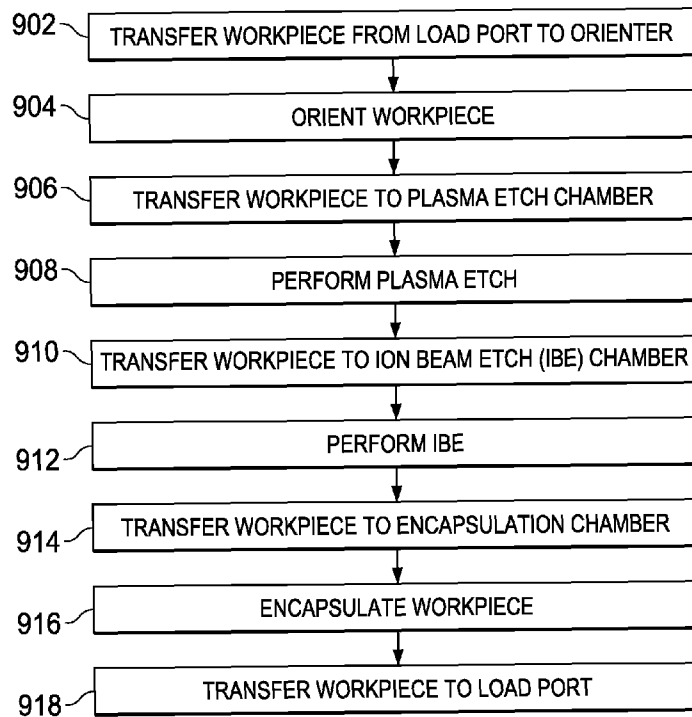 902
TRANSFER WORKPIECE FROM LOAD PORT TO ORIENTER
904
ORIENT WORKPIECE
906
TRANSFER WORKPIECE TO PLASMA ETCH CHAMBER
908
PERFORM PLASMA ETCH
910
TRANSFER WORKPIECE TO ION BEAM ETCH (IBE) CHAMBER
912
PERFORM IBE
914
TRANSFER WORKPIECE TO ENCAPSULATION CHAMBER
916
ENCAPSULATE WORKPIECE
918
TRANSFER WORKPIECE TO LOAD PORT